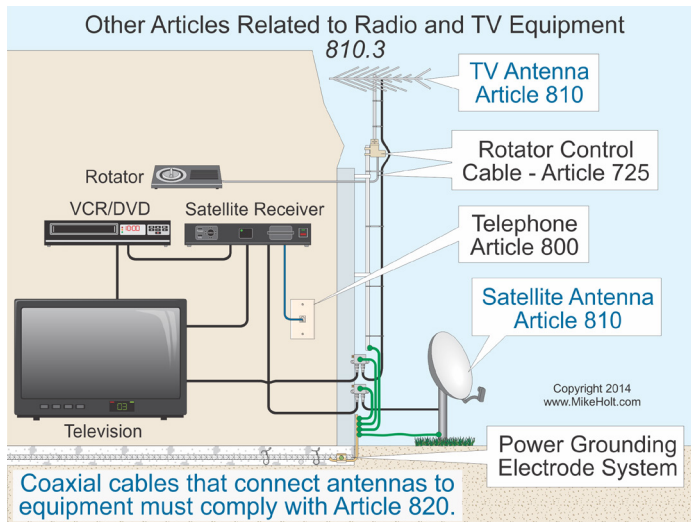 Other Articles Related to Radio and TV Equipment
810.3
TV Antenna
Article 810
Rotator Control
Cable - Article 725
Rotator
VCR/DVD
Satellite Receiver
Telephone
Article 800
Satellite Antenna
Article 810
Copyright 2014
www.MikeHolt.com
Television
Power Grounding
Electrode System
Coaxial cables that connect antennas to
equipment must comply with Article 820.